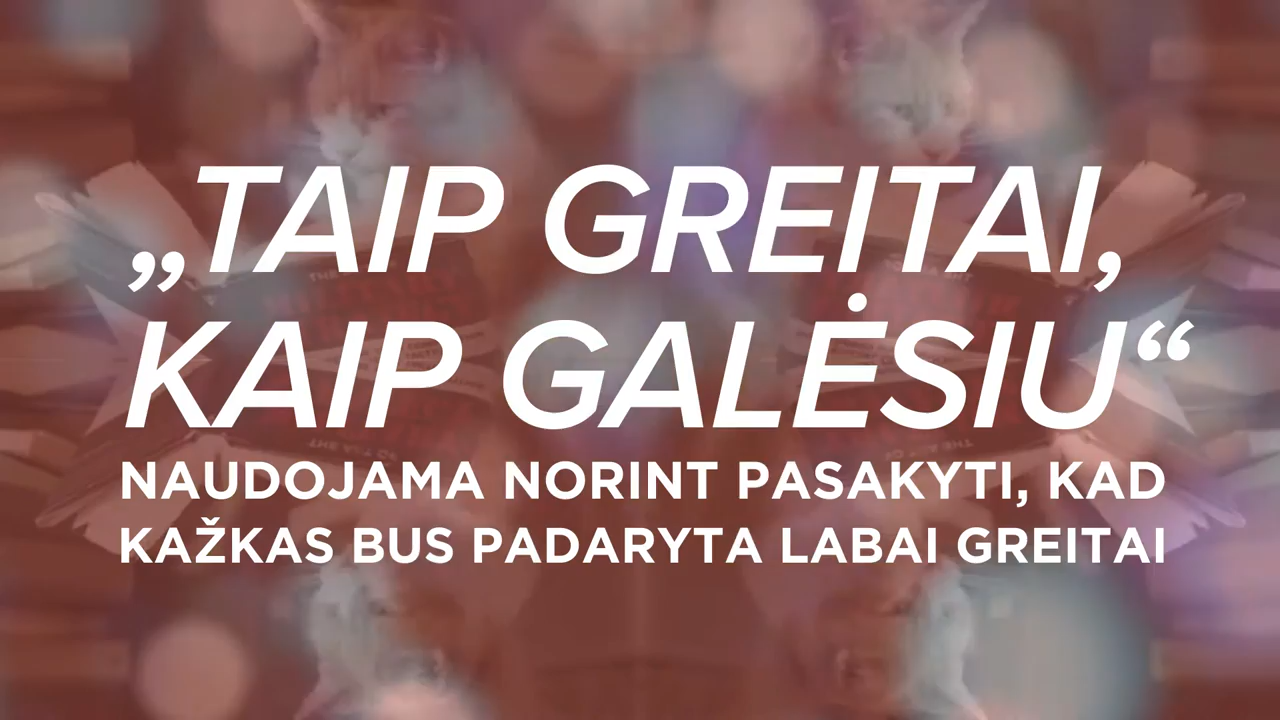 „TAIP GREITAI,
KAIP GALĖSIU“
NAUDOJAMA NORINT PASAKYTI, KAD
KAŽKAS BUS PADARYTA LABAI GREITAI